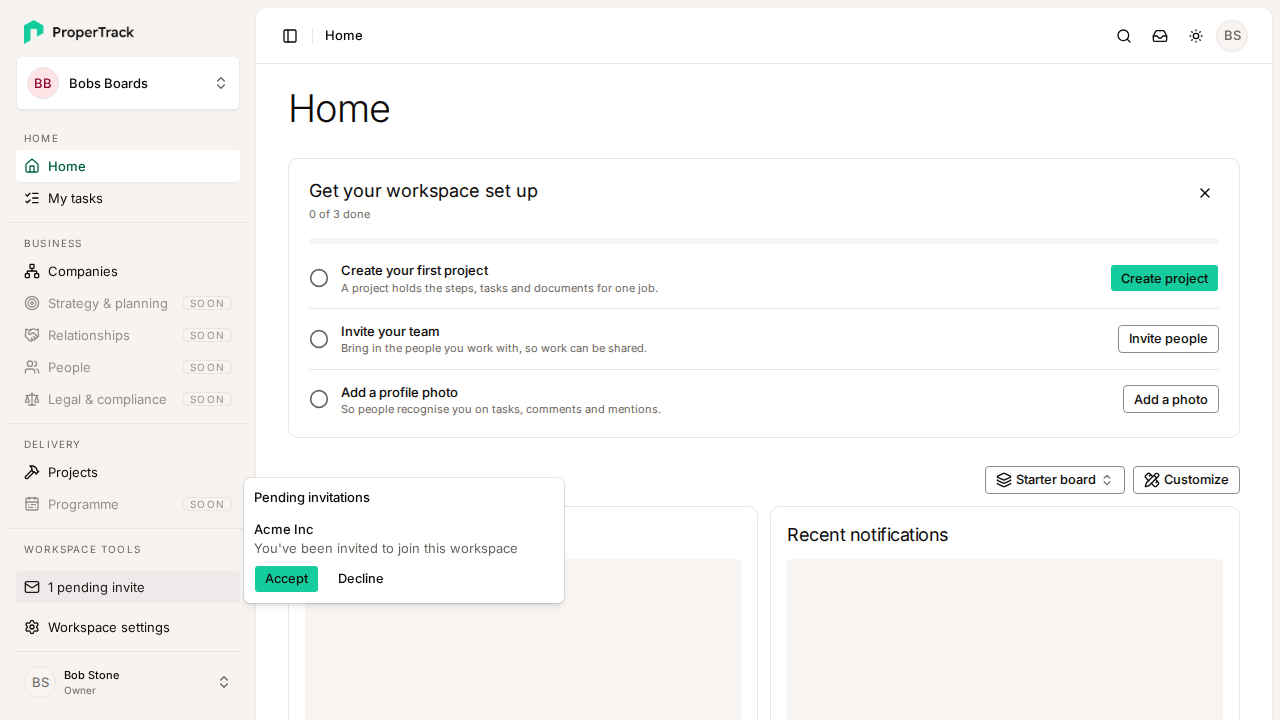 ProperTrack
BB
Bobs Boards
HOME
Home
My tasks
BUSINESS
Companies
Strategy & planning
SOON
Relationships
SOON
People
SOON
Legal & compliance
SOON
DELIVERY
Projects
Programme
SOON
WORKSPACE TOOLS
1 pending invite
Workspace settings
BS
Bob Stone
Owner
Home
BS
Home
Get your workspace set up
0 of 3 done
Create your first project
A project holds the steps, tasks and documents for one job.
Create project
Invite your team
Bring in the people you work with, so work can be shared.
Invite people
Add a profile photo
So people recognise you on tasks, comments and mentions.
Add a photo
Starter board
Customize
Pending invitations
Acme Inc
You've been invited to join this workspace
Accept
Decline
Recent notifications